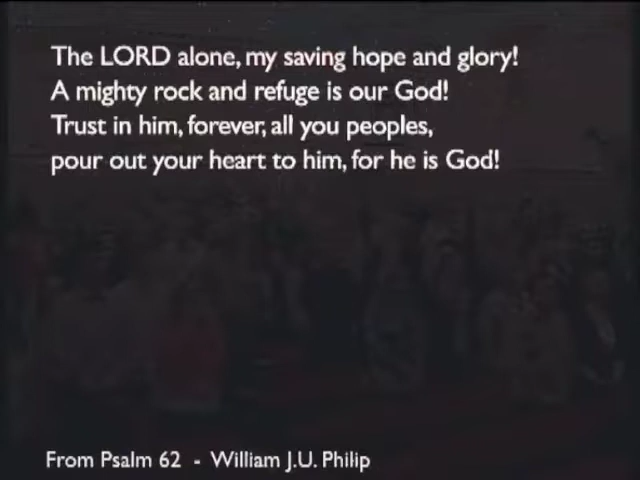 The LORD alone, my saving hope and glory!
A mighty rock and refuge is our God!
Trust in him, forever, all you peoples,
pour out your heart to him, for he is God!
From Psalm 62 - William J.U. Philip